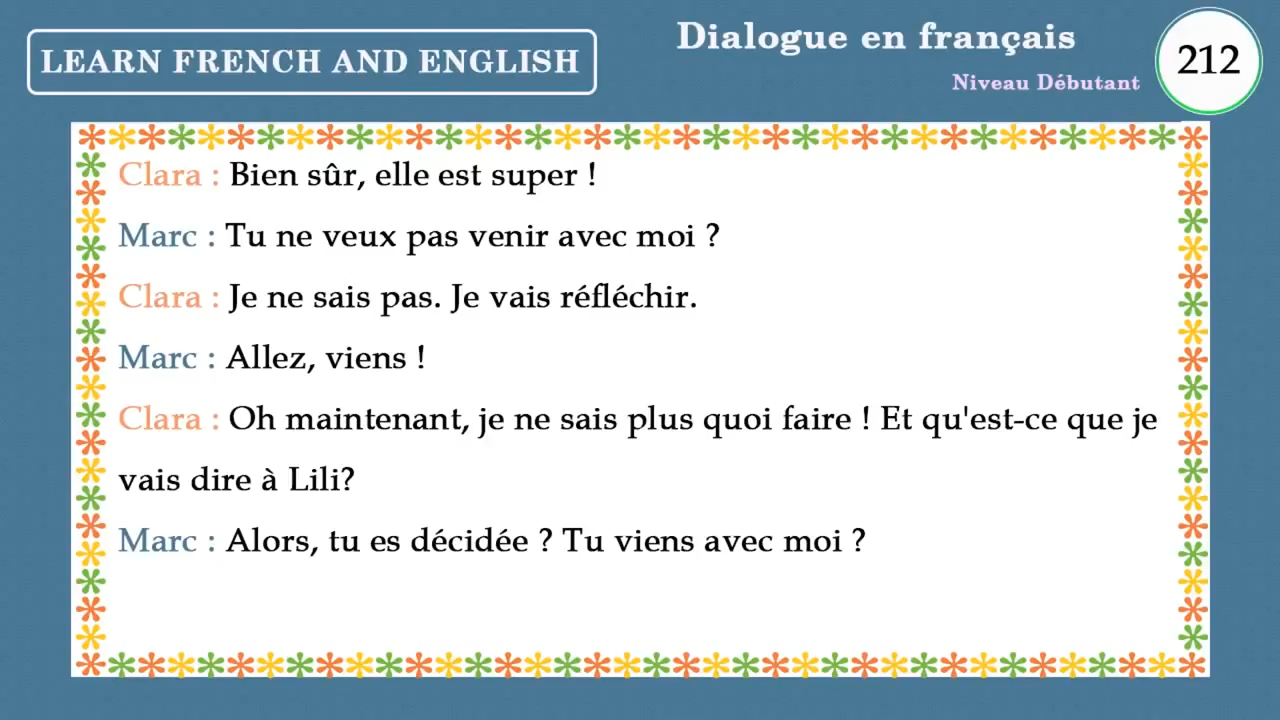 LEARN FRENCH AND ENGLISH
Dialogue en français
Niveau Débutant
212
Clara : Bien sûr, elle est super !
Marc : Tu ne veux pas venir avec moi ?
Clara : Je ne sais pas. Je vais réfléchir.
Marc : Allez, viens !
Clara : Oh maintenant, je ne sais plus quoi faire ! Et qu'est-ce que je
vais dire à Lili?
Marc : Alors, tu es décidée ? Tu viens avec moi ?